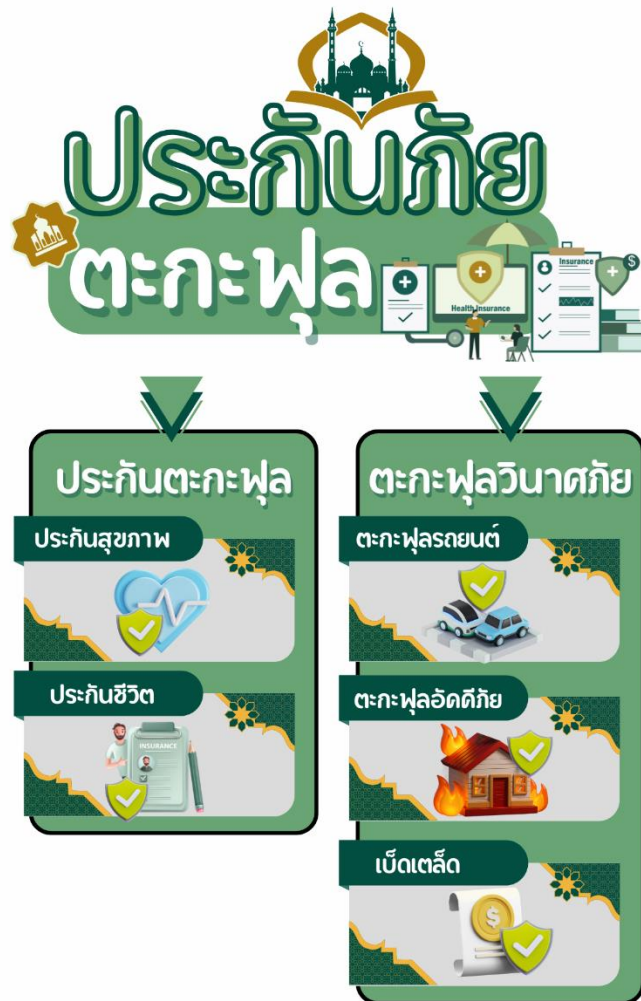 ประกันภัย
ตะกะฟุล
Insurance
$
Health Insurance
ประกันตะกะฟุล
ประกันสุขภาพ
ประกันชีวิต
INSURANCE
ตะกะฟุลวินาศภัย
ตะกะฟุลรถยนต์
ตะกะฟุลอัคคีภัย
เบ็ดเตล็ด
$